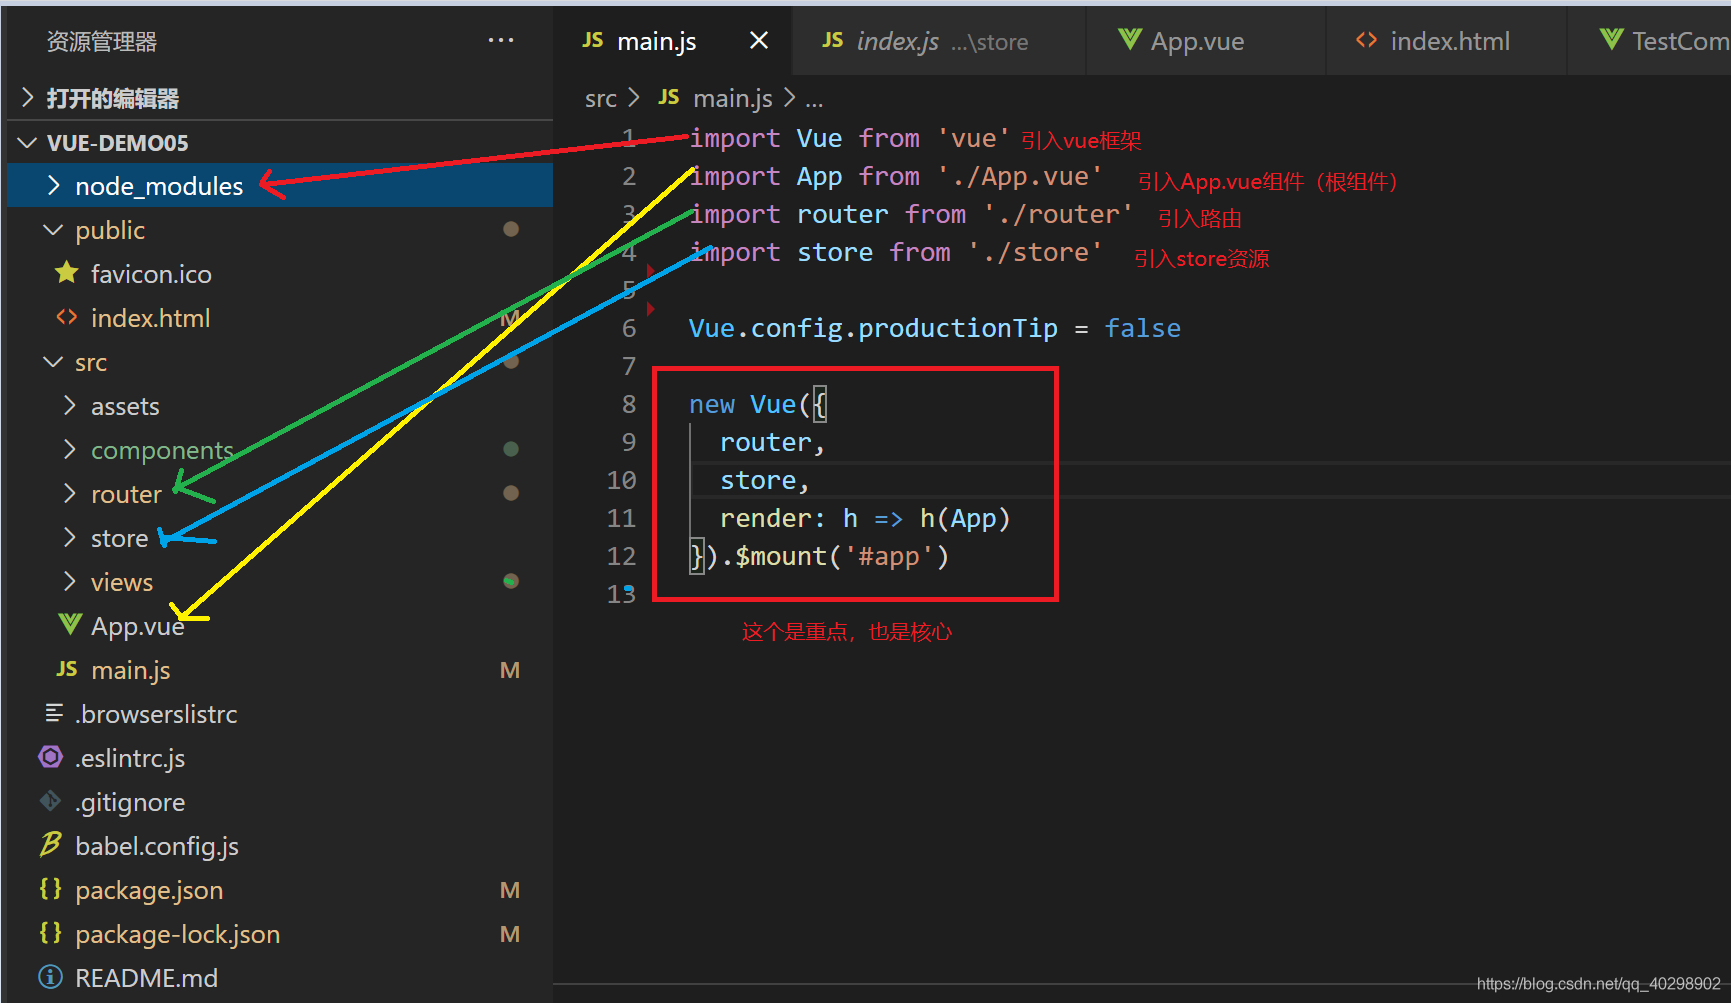 资源管理器 ...
打开的编辑器
VUE-DEMO05
node_modules
public
favicon.ico
index.html M
src
assets
components
router
store
views
App.vue
JS main.js M
.browserslistrc
.eslintrc.js
.gitignore
babel.config.js
{} package.json M
{} package-lock.json M
README.md
JS main.js × JS index.js ...\store App.vue <> index.html TestCom
src > JS main.js > ...
1 import Vue from 'vue' 引入vue框架
2 import App from './App.vue' 引入App.vue组件（根组件）
3 import router from './router' 引入路由
4 import store from './store' 引入store资源
5
6 Vue.config.productionTip = false
7
8 new Vue({
9 router,
10 store,
11 render: h => h(App)
12 }).$mount('#app')
13
这个是重点，也是核心
https://blog.csdn.net/qq_40298902